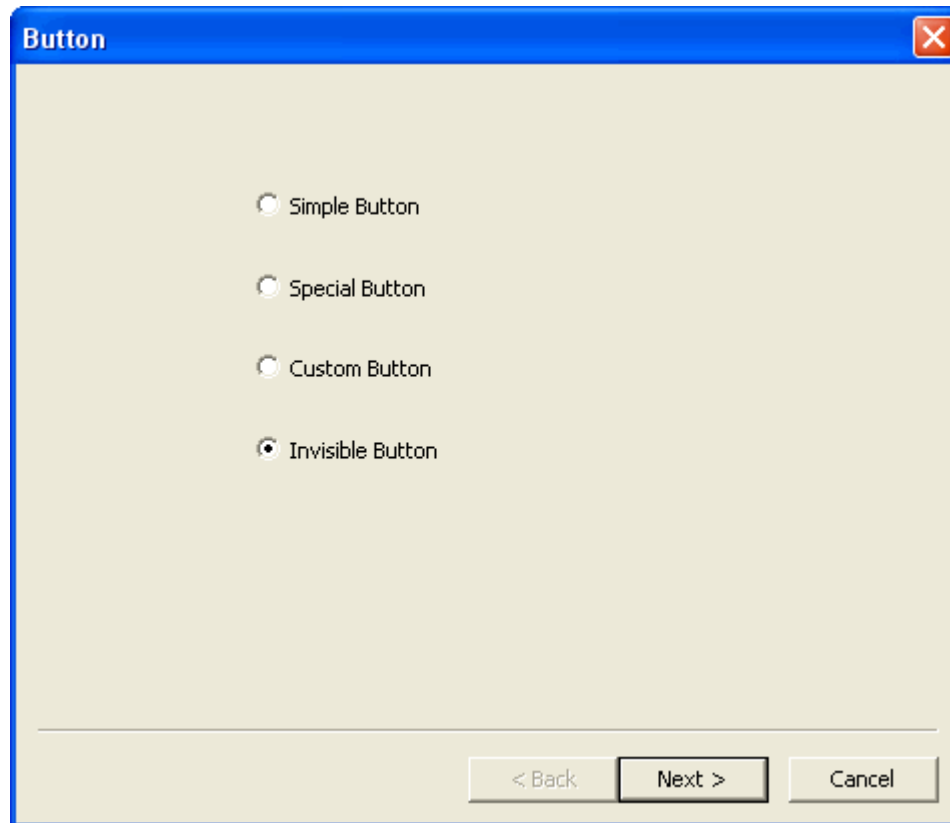 Button
Simple Button
Special Button
Custom Button
Invisible Button
< Back Next > Cancel